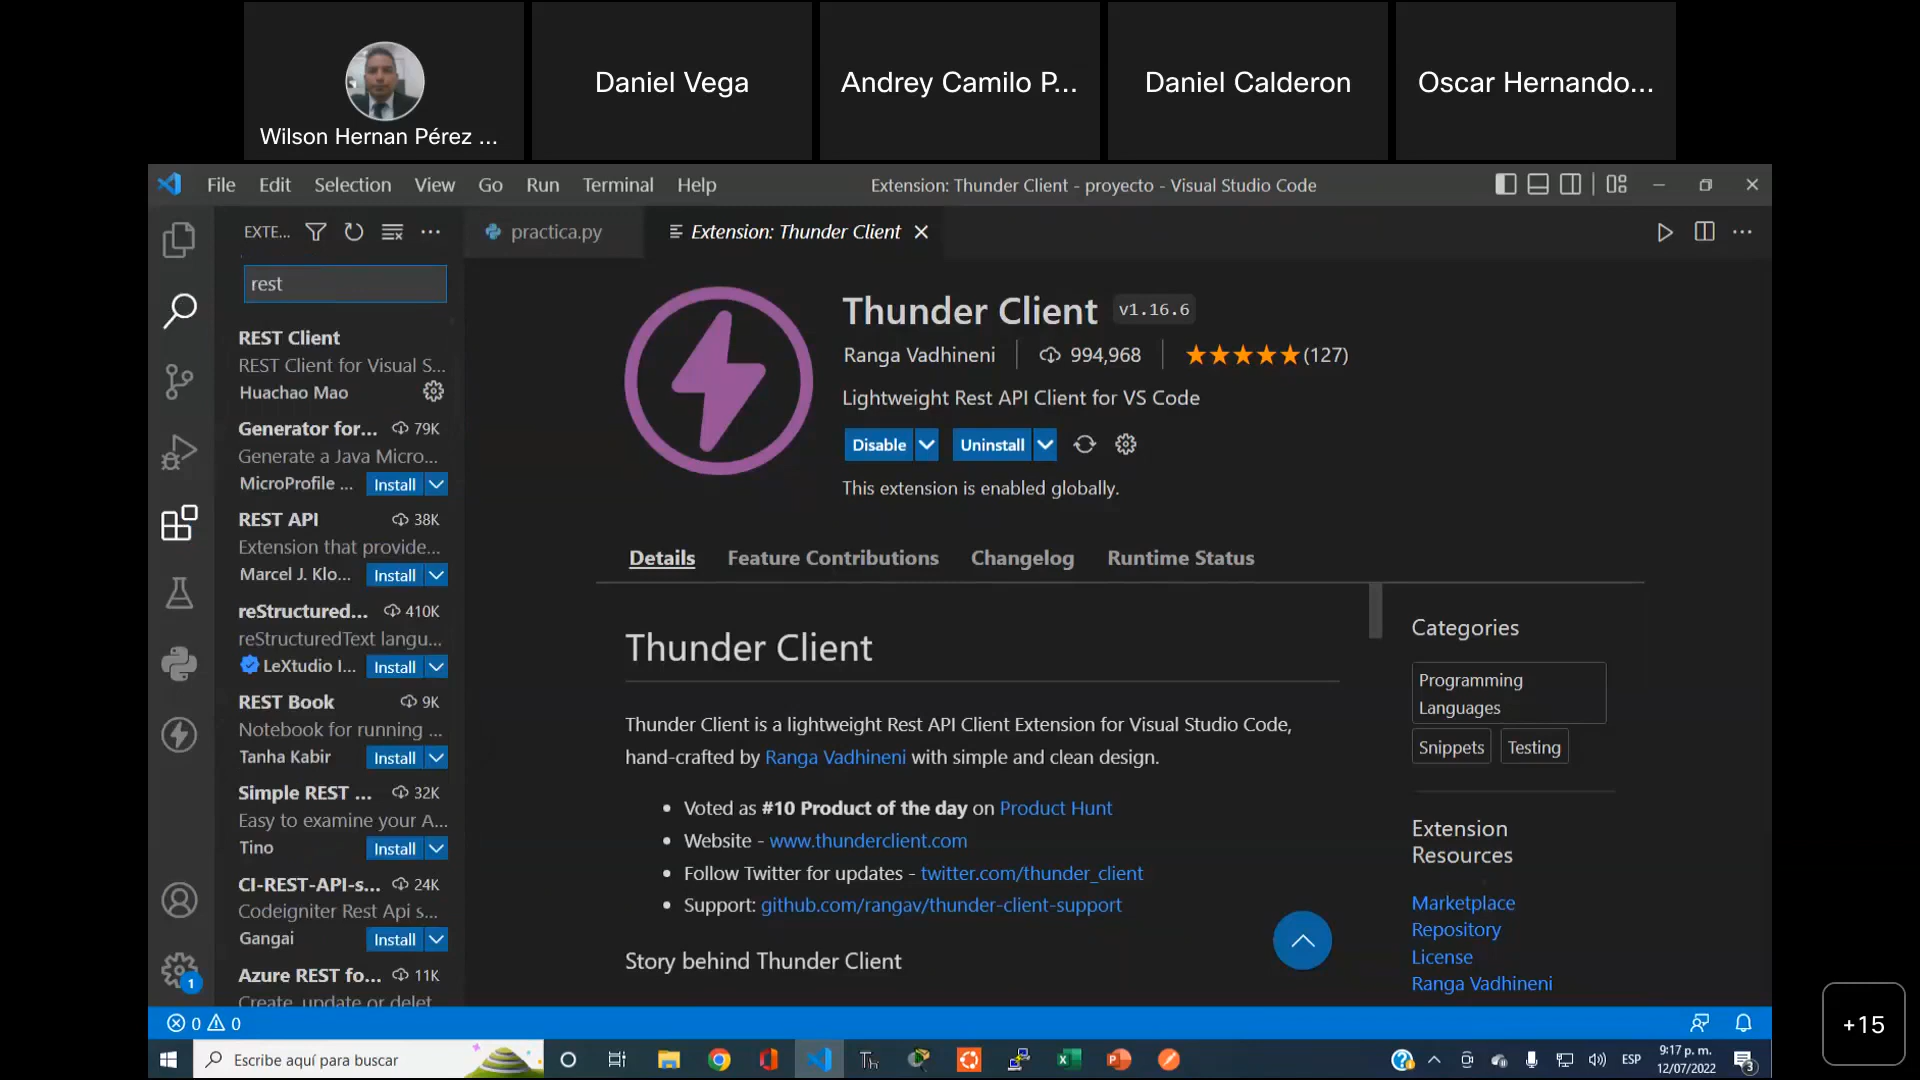 Wilson Hernan Pérez ...
Daniel Vega
Andrey Camilo P...
Daniel Calderon
Oscar Hernando...
File Edit Selection View Go Run Terminal Help
Extension: Thunder Client - proyecto - Visual Studio Code
EXTE...
practica.py
Extension: Thunder Client
rest
REST Client
REST Client for Visual S...
Huachao Mao
Generator for... 79K
Generate a Java Micro...
MicroProfile ... Install
REST API 38K
Extension that provide...
Marcel J. Klo... Install
reStructured... 410K
reStructuredText langu...
LeXtudio I... Install
REST Book 9K
Notebook for running ...
Tanha Kabir Install
Simple REST ... 32K
Easy to examine your A...
Tino Install
CI-REST-API-s... 24K
Codeigniter Rest Api s...
Gangai Install
Azure REST fo... 11K
Create, update or delet
1
Thunder Client v1.16.6
Ranga Vadhineni 994,968 (127)
Lightweight Rest API Client for VS Code
Disable Uninstall
This extension is enabled globally.
Details Feature Contributions Changelog Runtime Status
Thunder Client
Thunder Client is a lightweight Rest API Client Extension for Visual Studio Code,
hand-crafted by Ranga Vadhineni with simple and clean design.
Voted as #10 Product of the day on Product Hunt
Website - www.thunderclient.com
Follow Twitter for updates - twitter.com/thunder_client
Support: github.com/rangav/thunder-client-support
Story behind Thunder Client
Categories
Programming
Languages
Snippets Testing
Extension
Resources
Marketplace
Repository
License
Ranga Vadhineni
0 0
+15
Escribe aquí para buscar
Th
ESP
9:17 p. m.
12/07/2022
3